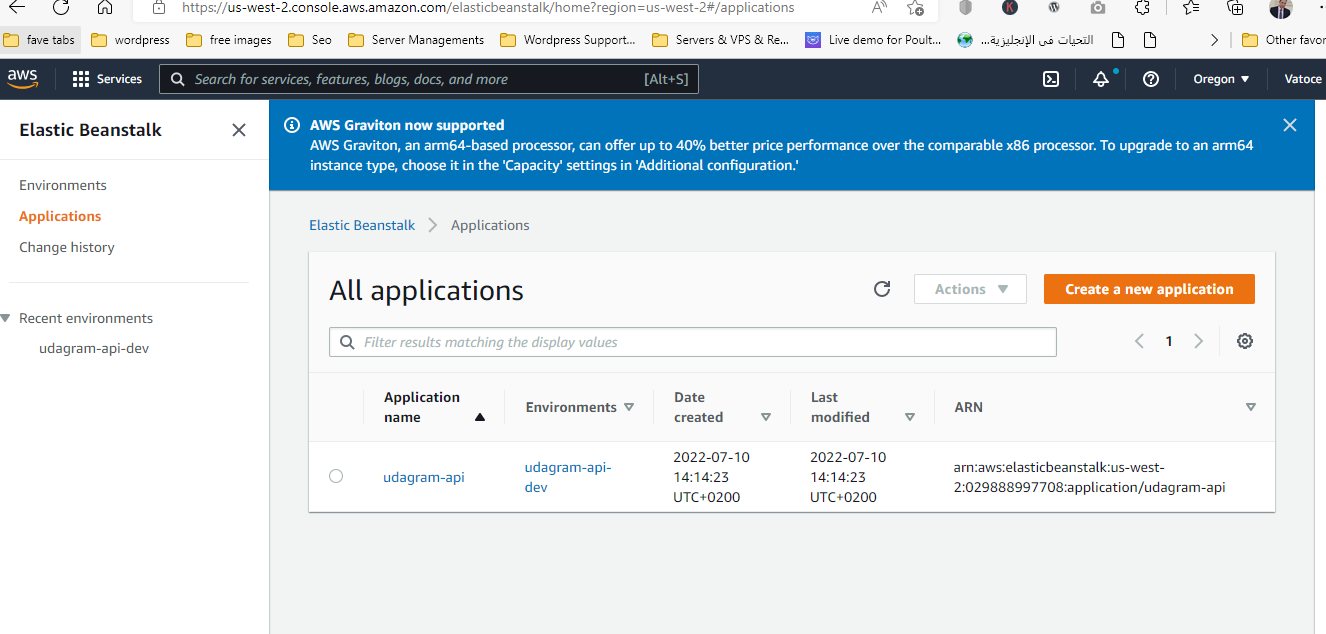 https://us-west-2.console.aws.amazon.com/elasticbeanstalk/home?region=us-west-2#/applications
fave tabs wordpress free images Seo Server Managements Wordpress Support... Servers & VPS & Re... Live demo for Poult... التحيات فى الإنجليزية... Other favor
aws Services Search for services, features, blogs, docs, and more [Alt+S] Oregon Vatoce
Elastic Beanstalk
Environments
Applications
Change history
Recent environments
udagram-api-dev
AWS Graviton now supported
AWS Graviton, an arm64-based processor, can offer up to 40% better price performance over the comparable x86 processor. To upgrade to an arm64
instance type, choose it in the 'Capacity' settings in 'Additional configuration.'
Elastic Beanstalk Applications
All applications
Actions
Create a new application
Filter results matching the display values
1
Application
name
Environments
Date
created
Last
modified
ARN
udagram-api
udagram-api-
dev
2022-07-10
14:14:23
UTC+0200
2022-07-10
14:14:23
UTC+0200
arn:aws:elasticbeanstalk:us-west-
2:029888997708:application/udagram-api